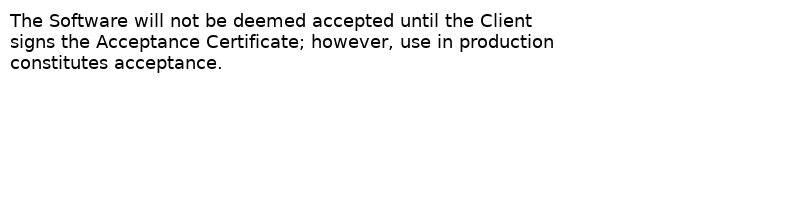 The Software will not be deemed accepted until the Client
signs the Acceptance Certificate; however, use in production
constitutes acceptance.